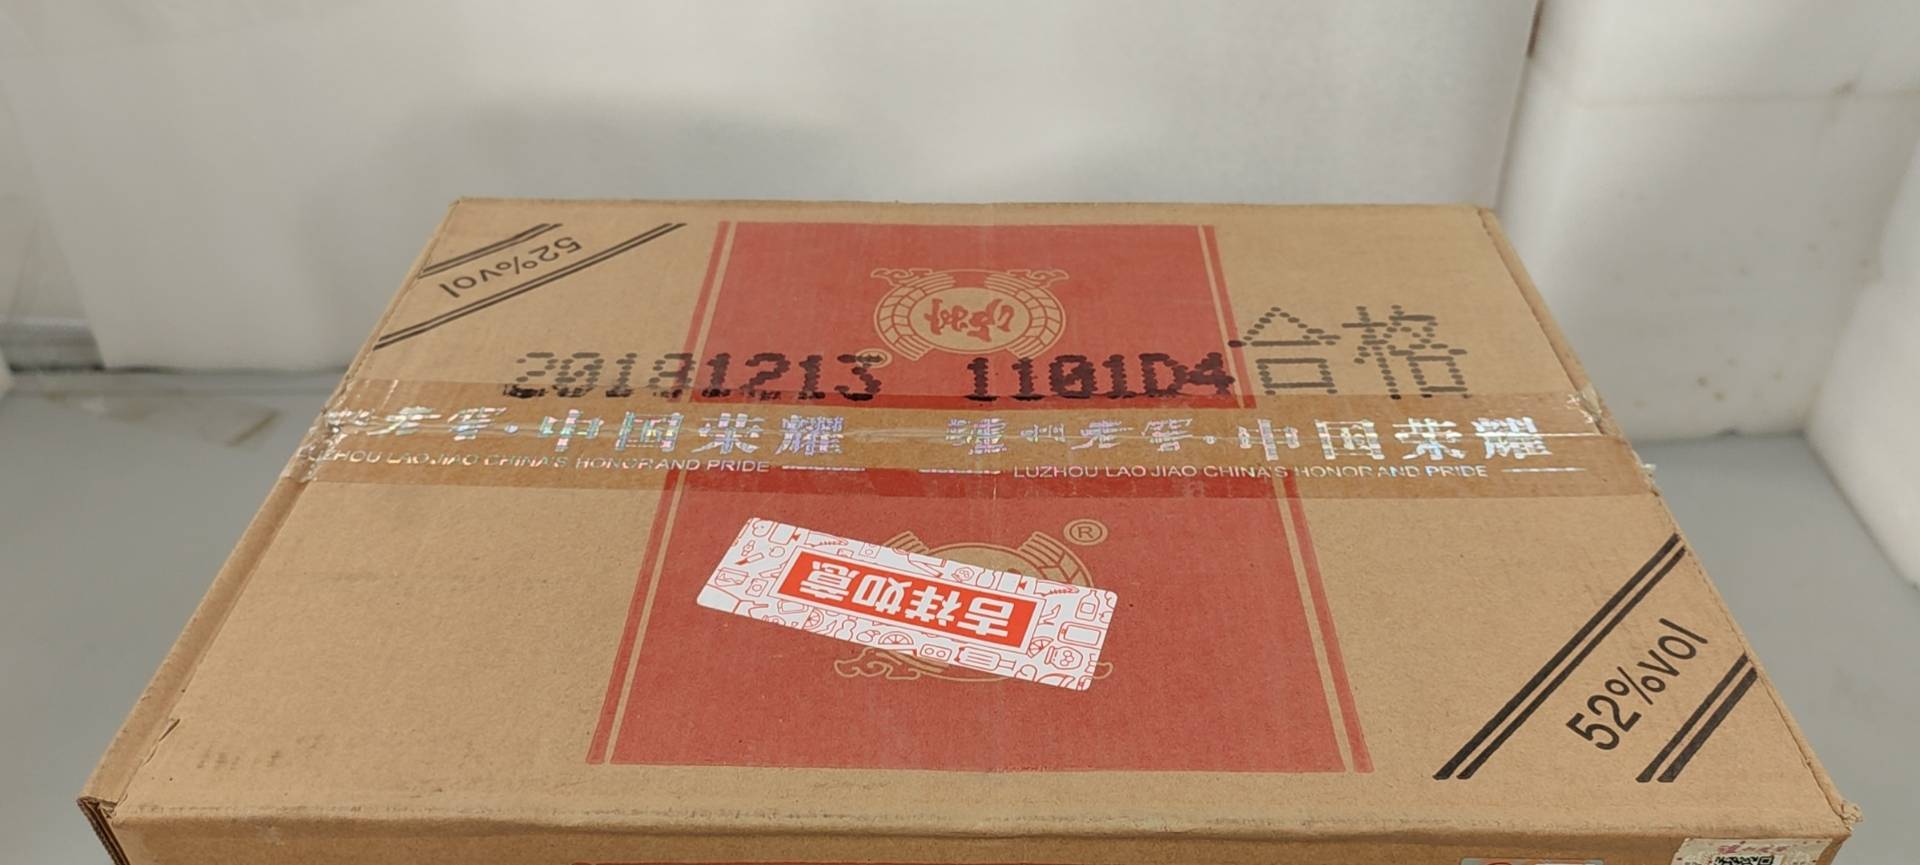 52%vol
20181213 1101D4 合格
老窖·中国荣耀 泸州老窖·中国荣耀
LUZHOU LAO JIAO CHINA'S HONOR AND PRIDE LUZHOU LAO JIAO CHINA'S HONOR AND PRIDE
®
吉祥如意
52%vol